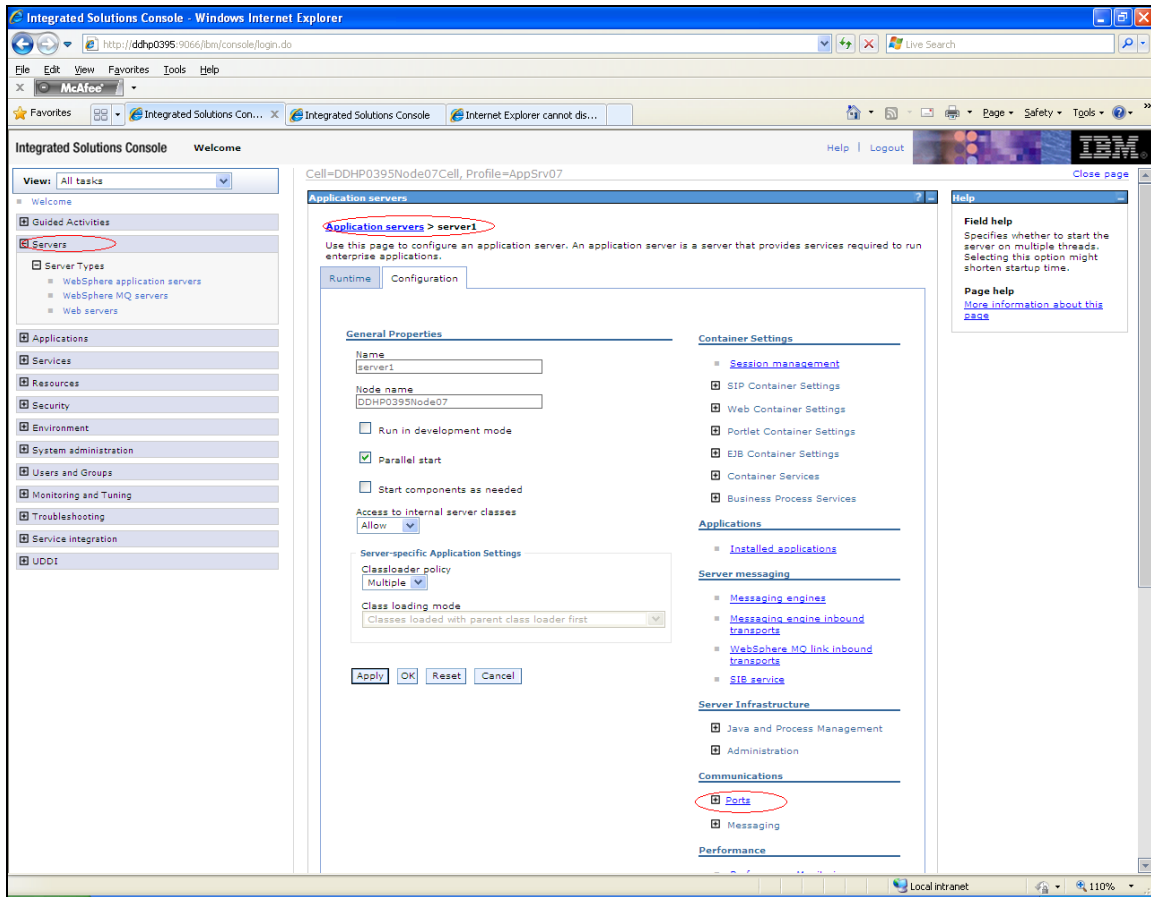 Integrated Solutions Console - Windows Internet Explorer
http://ddhp0395:9066/ibm/console/login.do
Live Search
File Edit View Favorites Tools Help
x McAfee
Favorites
Integrated Solutions Con... X
Integrated Solutions Console
Internet Explorer cannot dis...
Page Safety Tools
Integrated Solutions Console Welcome
Help | Logout
IBM
View: All tasks
Welcome
Guided Activities
Servers
Server Types
WebSphere application servers
WebSphere MQ servers
Web servers
Applications
Services
Resources
Security
Environment
System administration
Users and Groups
Monitoring and Tuning
Troubleshooting
Service integration
UDDI
Cell=DDHP0395Node07Cell, Profile=AppSrv07
Close page
Application servers
? -
Application servers > server1
Use this page to configure an application server. An application server is a server that provides services required to run
enterprise applications.
Runtime Configuration
General Properties
Name
server1
Node name
DDHP0395Node07
Run in development mode
Parallel start
Start components as needed
Access to internal server classes
Allow
Server-specific Application Settings
Classloader policy
Multiple
Class loading mode
Classes loaded with parent class loader first
Apply OK Reset Cancel
Container Settings
Session management
SIP Container Settings
Web Container Settings
Portlet Container Settings
EJB Container Settings
Container Services
Business Process Services
Applications
Installed applications
Server messaging
Messaging engines
Messaging engine inbound
transports
WebSphere MQ link inbound
transports
SIB service
Server Infrastructure
Java and Process Management
Administration
Communications
Ports
Messaging
Performance
Help
Field help
Specifies whether to start the
server on multiple threads.
Selecting this option might
shorten startup time.
Page help
More information about this
page
Local intranet
110%